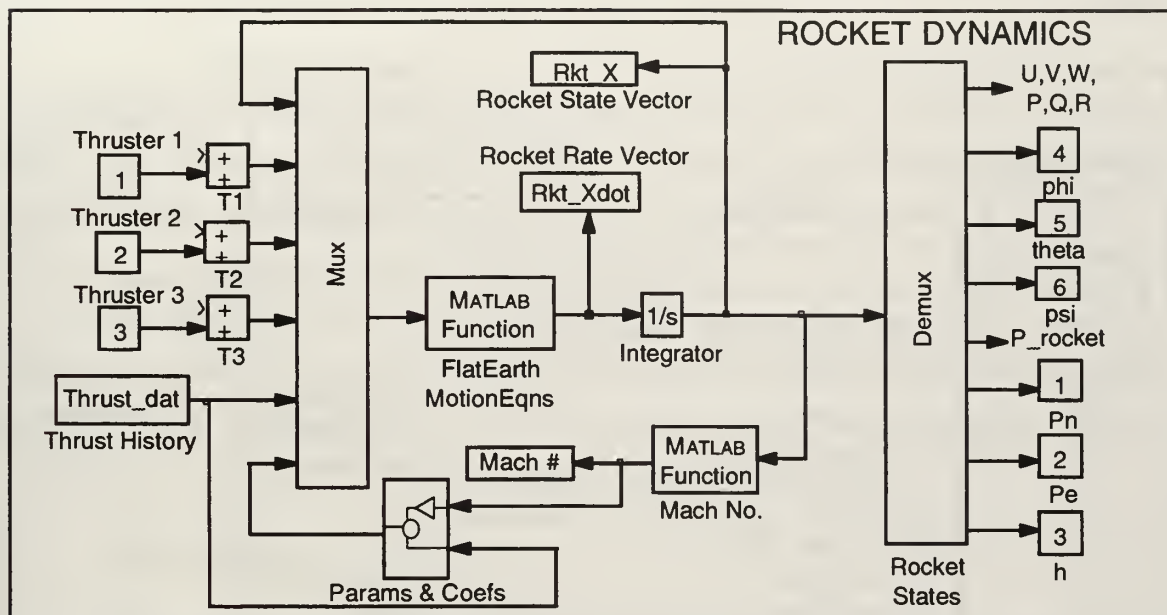 ROCKET DYNAMICS
Rkt_X
Rocket State Vector
Rocket Rate Vector
Rkt_Xdot
Thruster 1
1
+
+
T1
Thruster 2
2
+
+
T2
Thruster 3
3
+
+
T3
Thrust_dat
Thrust History
Mux
MATLAB
Function
FlatEarth
MotionEqns
1/s
Integrator
Mach #
MATLAB
Function
Mach No.
Params & Coefs
Demux
Rocket
States
U,V,W,
P,Q,R
4
phi
5
theta
6
psi
P_rocket
1
Pn
2
Pe
3
h